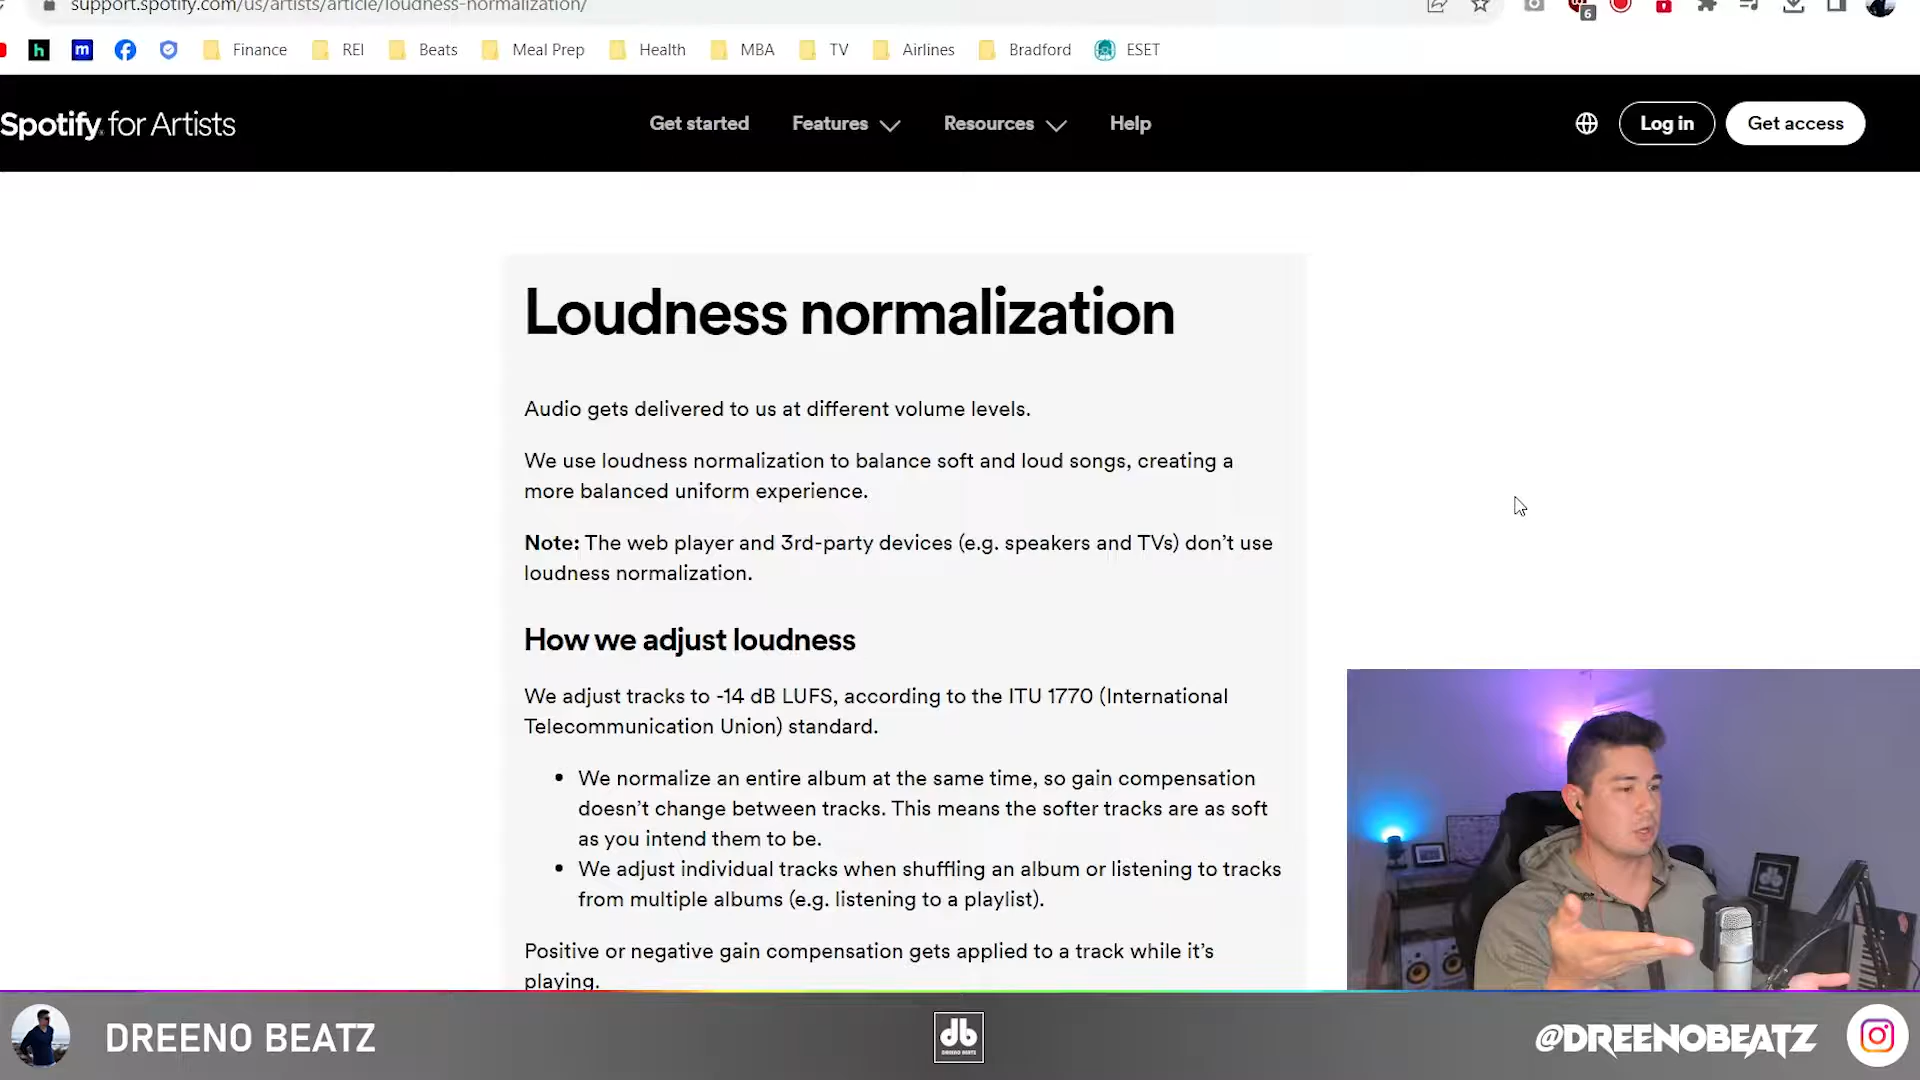 support.spotify.com/us/artists/article/loudness-normalization/
6
h m Finance REI Beats Meal Prep Health MBA TV Airlines Bradford ESET
Spotify for Artists Get started Features Resources Help Log in Get access
Loudness normalization
Audio gets delivered to us at different volume levels.
We use loudness normalization to balance soft and loud songs, creating a
more balanced uniform experience.
Note: The web player and 3rd-party devices (e.g. speakers and TVs) don’t use
loudness normalization.
How we adjust loudness
We adjust tracks to -14 dB LUFS, according to the ITU 1770 (International
Telecommunication Union) standard.
• We normalize an entire album at the same time, so gain compensation
doesn’t change between tracks. This means the softer tracks are as soft
as you intend them to be.
• We adjust individual tracks when shuffling an album or listening to tracks
from multiple albums (e.g. listening to a playlist).
Positive or negative gain compensation gets applied to a track while it’s
playing.
DREENO BEATZ db DREENO BEATZ @DREENOBEATZ